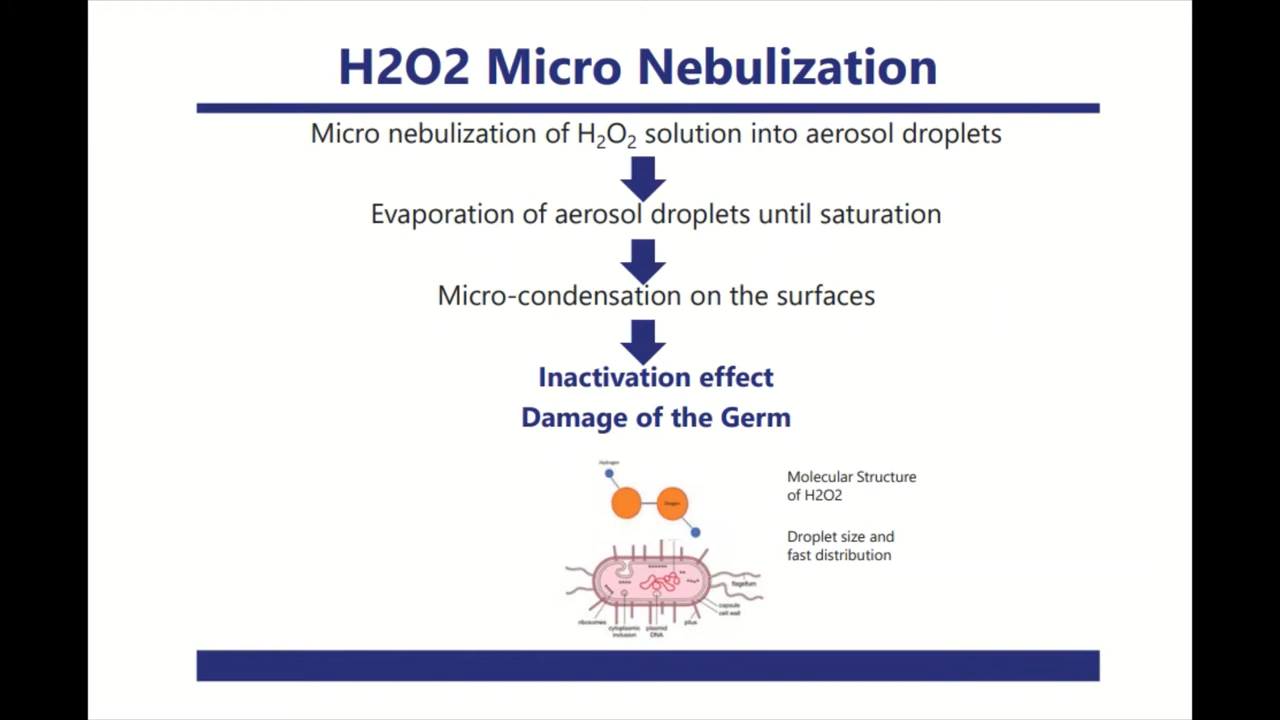 H2O2 Micro Nebulization
Micro nebulization of H₂O₂ solution into aerosol droplets
Evaporation of aerosol droplets until saturation
Micro-condensation on the surfaces
Inactivation effect
Damage of the Germ
Hydrogen
Oxygen
Molecular Structure
of H2O2
Droplet size and
fast distribution
flagellum
capsule
cell wall
ribosomes
cytoplasmic
inclusion
plasmid
DNA
pilus